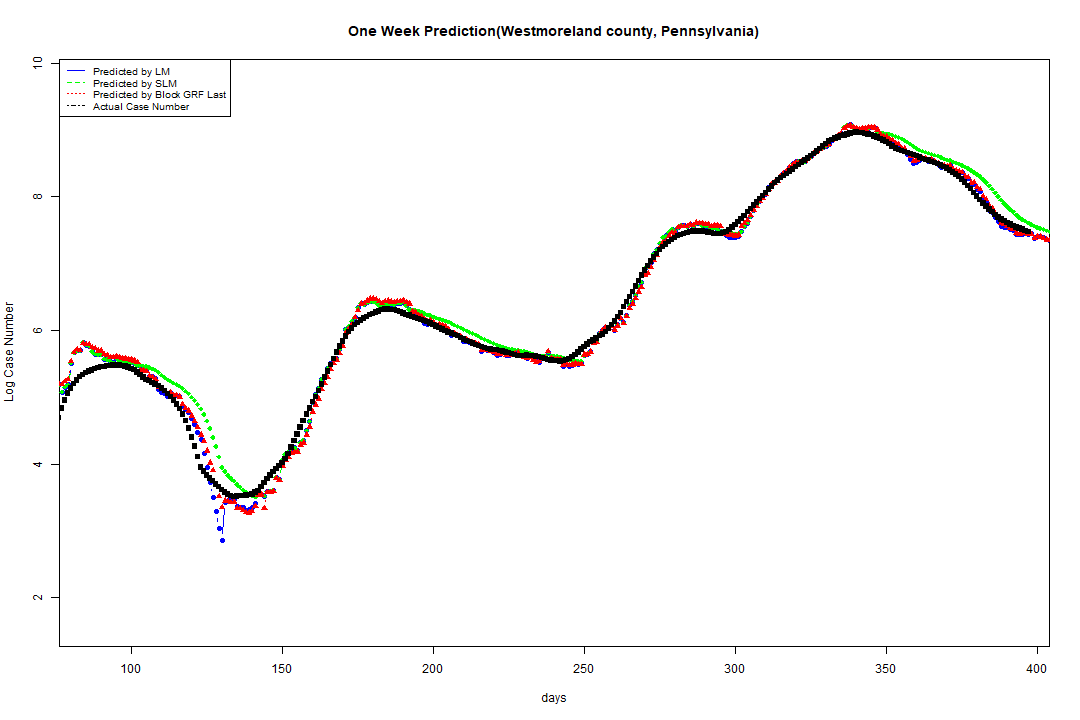 One Week Prediction(Westmoreland county, Pennsylvania)
Predicted by LM
Predicted by SLM
Predicted by Block GRF Last
Actual Case Number
10
8
6
4
2
Log Case Number
100 150 200 250 300 350 400
days